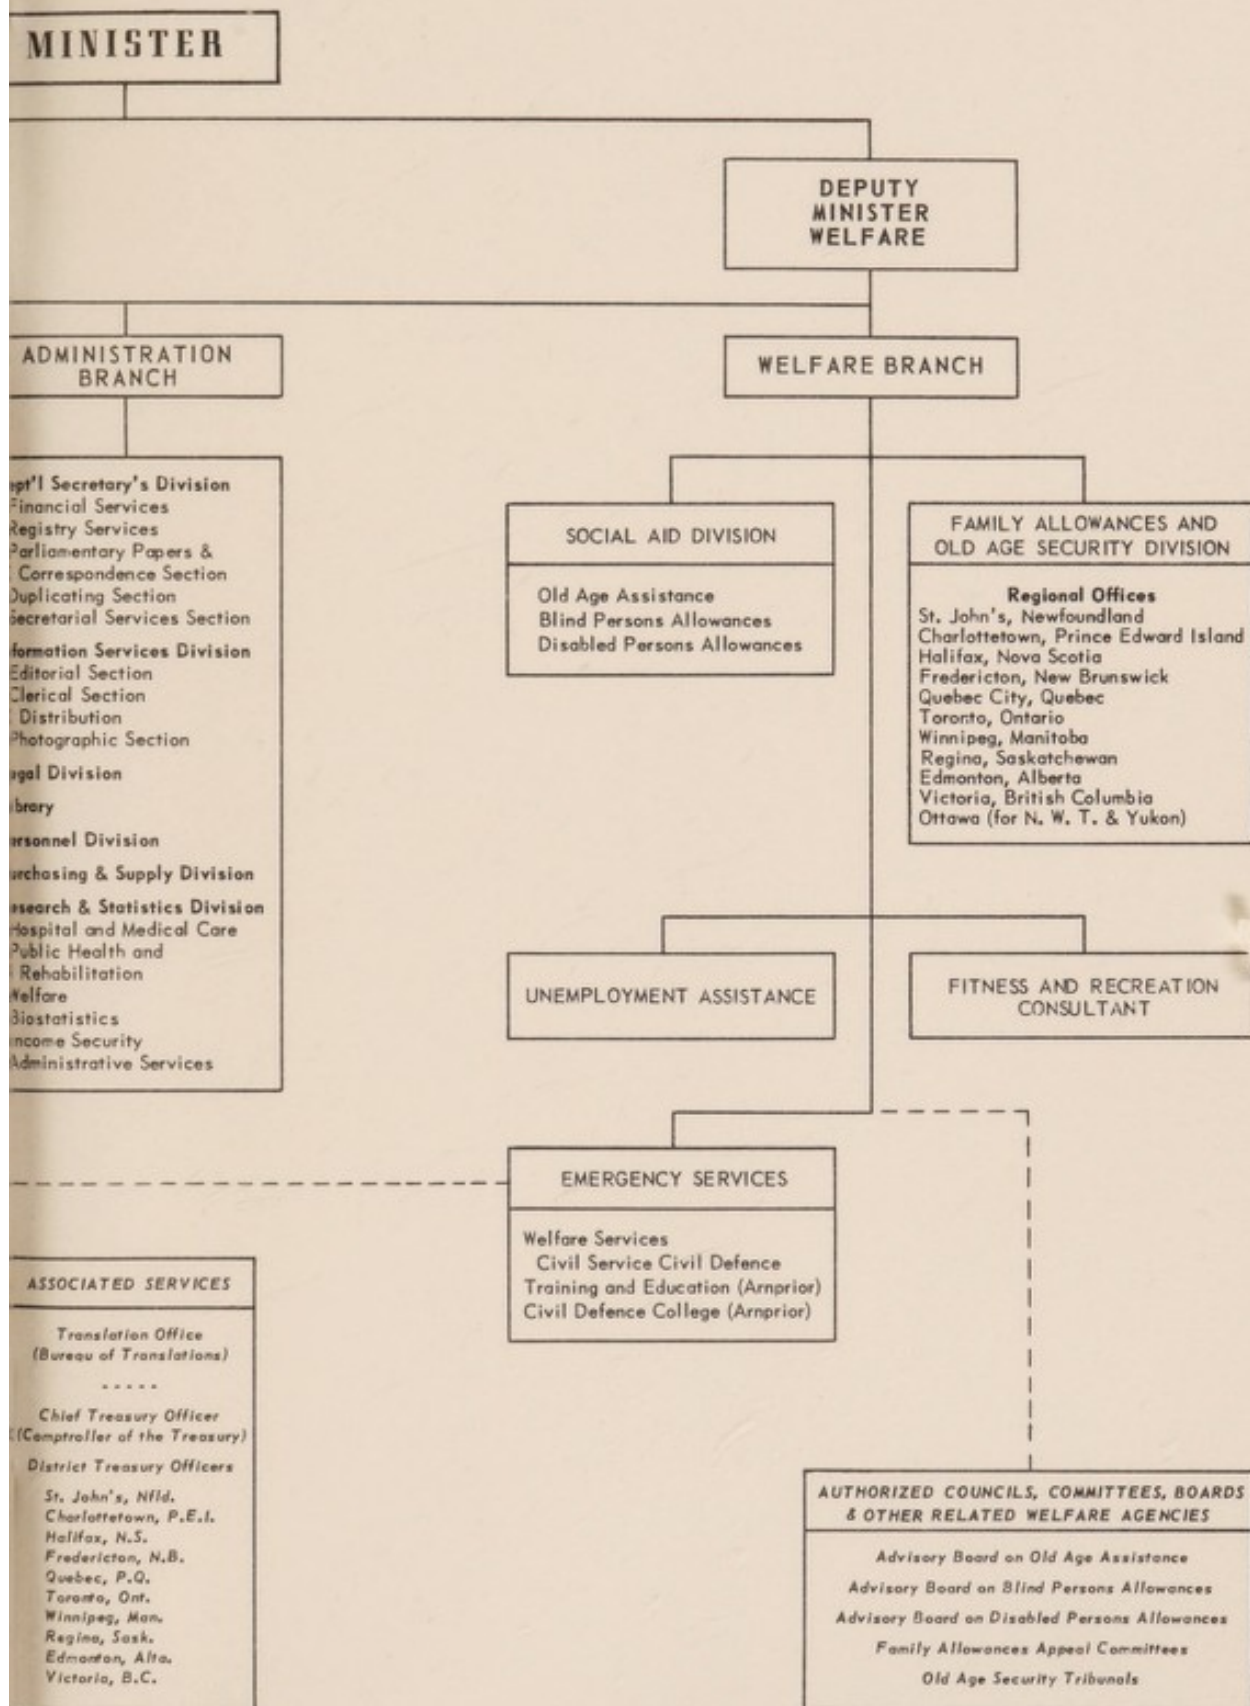 MINISTER
DEPUTY
MINISTER
WELFARE
ADMINISTRATION
BRANCH
WELFARE BRANCH
ept'l Secretary's Division
Financial Services
Registry Services
Parliamentary Papers &
Correspondence Section
Duplicating Section
Secretarial Services Section
formation Services Division
Editorial Section
Clerical Section
Distribution
Photographic Section
egal Division
ibrary
ersonnel Division
urchasing & Supply Division
esearch & Statistics Division
Hospital and Medical Care
Public Health and
Rehabilitation
Welfare
Biostatistics
Income Security
Administrative Services
SOCIAL AID DIVISION
Old Age Assistance
Blind Persons Allowances
Disabled Persons Allowances
FAMILY ALLOWANCES AND
OLD AGE SECURITY DIVISION
Regional Offices
St. John's, Newfoundland
Charlottetown, Prince Edward Island
Halifax, Nova Scotia
Fredericton, New Brunswick
Quebec City, Quebec
Toronto, Ontario
Winnipeg, Manitoba
Regina, Saskatchewan
Edmonton, Alberta
Victoria, British Columbia
Ottawa (for N. W. T. & Yukon)
UNEMPLOYMENT ASSISTANCE
FITNESS AND RECREATION
CONSULTANT
EMERGENCY SERVICES
Welfare Services
Civil Service Civil Defence
Training and Education (Arnprior)
Civil Defence College (Arnprior)
ASSOCIATED SERVICES
Translation Office
(Bureau of Translations)
- - - - -
Chief Treasury Officer
(Comptroller of the Treasury)
District Treasury Officers
St. John's, Nfld.
Charlottetown, P.E.I.
Halifax, N.S.
Fredericton, N.B.
Quebec, P.Q.
Toronto, Ont.
Winnipeg, Man.
Regina, Sask.
Edmonton, Alta.
Victoria, B.C.
AUTHORIZED COUNCILS, COMMITTEES, BOARDS
& OTHER RELATED WELFARE AGENCIES
Advisory Board on Old Age Assistance
Advisory Board on Blind Persons Allowances
Advisory Board on Disabled Persons Allowances
Family Allowances Appeal Committees
Old Age Security Tribunals